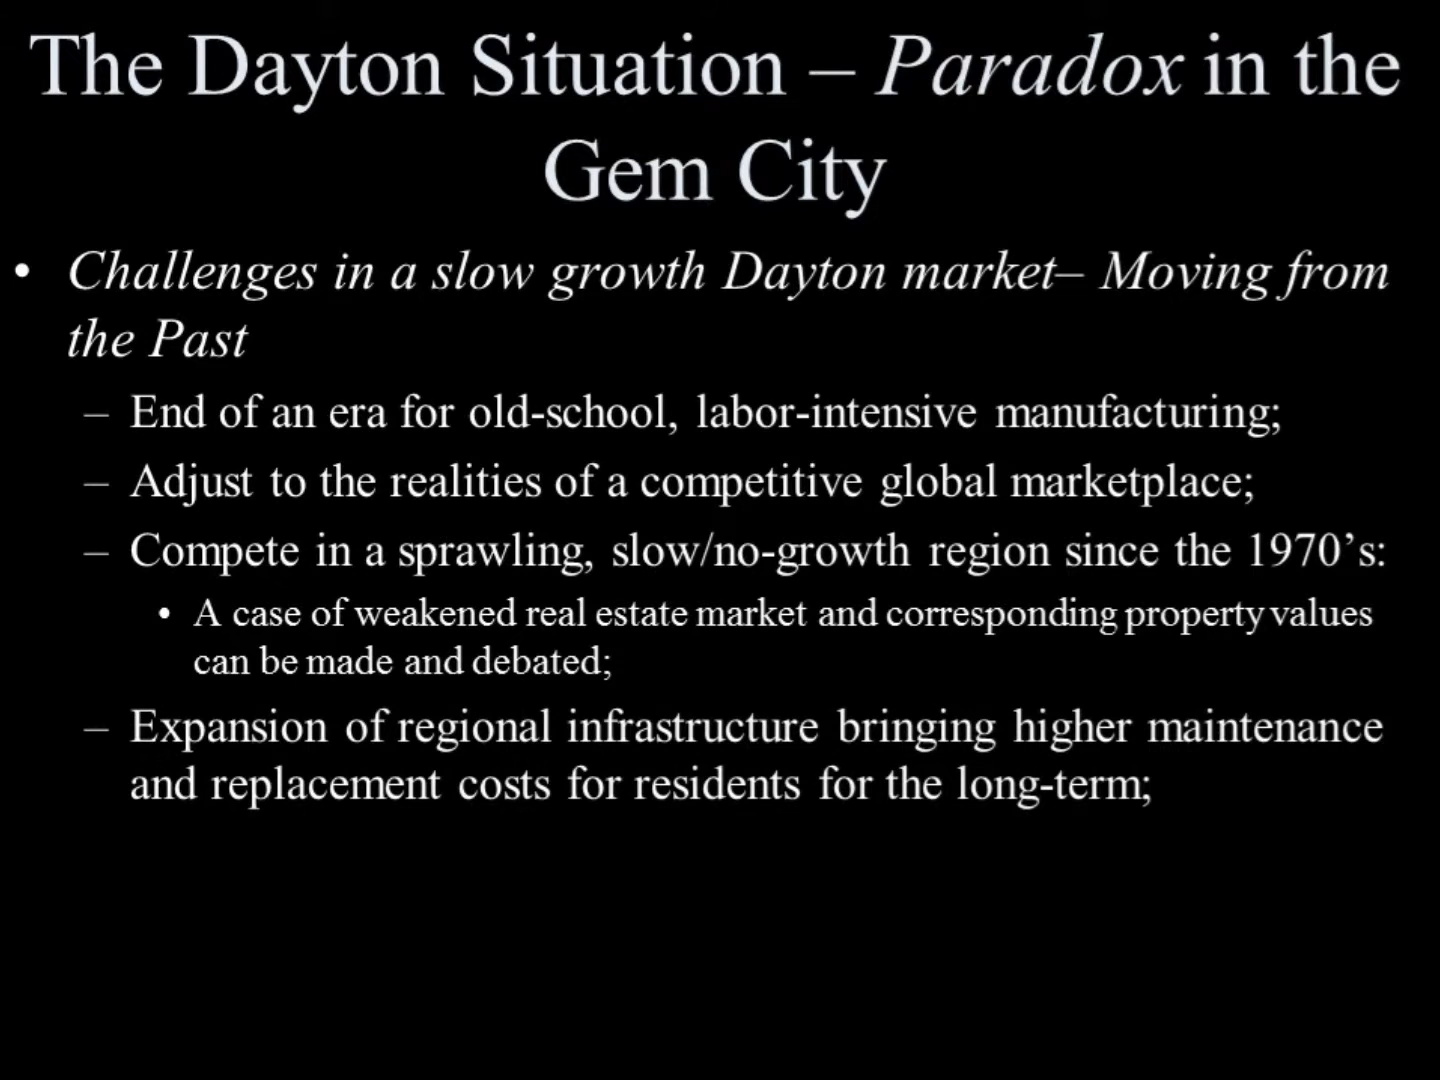 The Dayton Situation – Paradox in the
Gem City
• Challenges in a slow growth Dayton market– Moving from
the Past
– End of an era for old-school, labor-intensive manufacturing;
– Adjust to the realities of a competitive global marketplace;
– Compete in a sprawling, slow/no-growth region since the 1970’s:
• A case of weakened real estate market and corresponding property values
can be made and debated;
– Expansion of regional infrastructure bringing higher maintenance
and replacement costs for residents for the long-term;